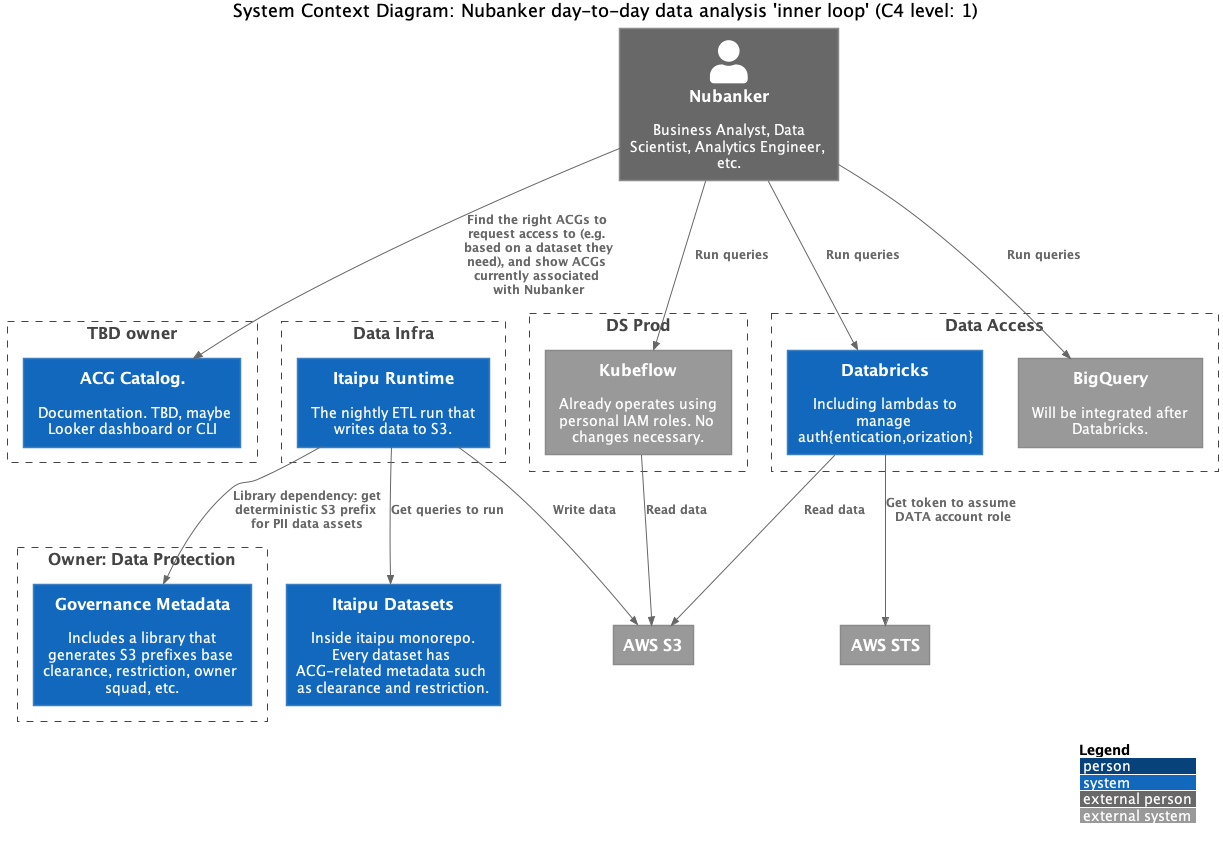 System Context Diagram: Nubanker day-to-day data analysis 'inner loop' (C4 level: 1)
Nubanker
Business Analyst, Data
Scientist, Analytics Engineer,
etc.
Find the right ACGs to
request access to (e.g.
based on a dataset they
need), and show ACGs
currently associated
with Nubanker
Run queries
Run queries
Run queries
TBD owner
ACG Catalog.
Documentation. TBD, maybe
Looker dashboard or CLI
Data Infra
Itaipu Runtime
The nightly ETL run that
writes data to S3.
DS Prod
Kubeflow
Already operates using
personal IAM roles. No
changes necessary.
Data Access
Databricks
Including lambdas to
manage
auth{entication,orization}
BigQuery
Will be integrated after
Databricks.
Library dependency: get
deterministic S3 prefix
for PII data assets
Get queries to run
Write data
Read data
Read data
Get token to assume
DATA account role
Owner: Data Protection
Governance Metadata
Includes a library that
generates S3 prefixes base
clearance, restriction, owner
squad, etc.
Itaipu Datasets
Inside itaipu monorepo.
Every dataset has
ACG-related metadata such
as clearance and restriction.
AWS S3
AWS STS
Legend
person
system
external person
external system